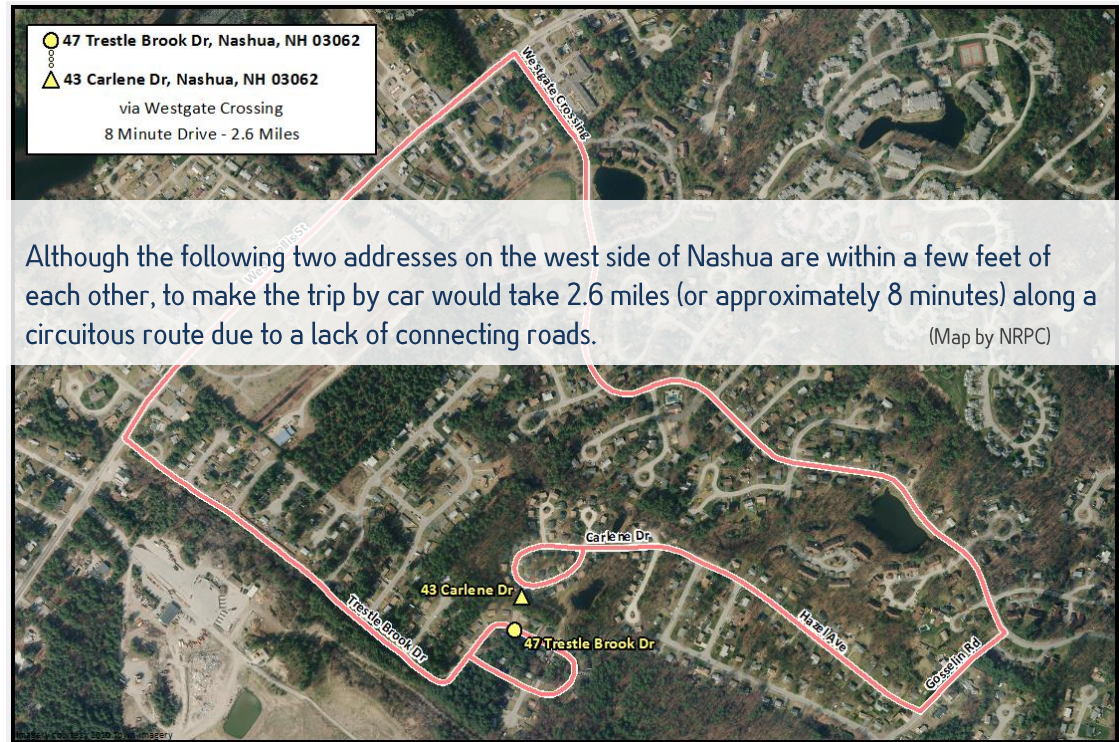 47 Trestle Brook Dr, Nashua, NH 03062
43 Carlene Dr, Nashua, NH 03062
via Westgate Crossing
8 Minute Drive - 2.6 Miles
Westgate Crossing
Although the following two addresses on the west side of Nashua are within a few feet of
each other, to make the trip by car would take 2.6 miles (or approximately 8 minutes) along a
circuitous route due to a lack of connecting roads.
(Map by NRPC)
Carlene Dr
43 Carlene Dr
Trestle Brook Dr
47 Trestle Brook Dr
Hazel Ave
Gosselin Rd